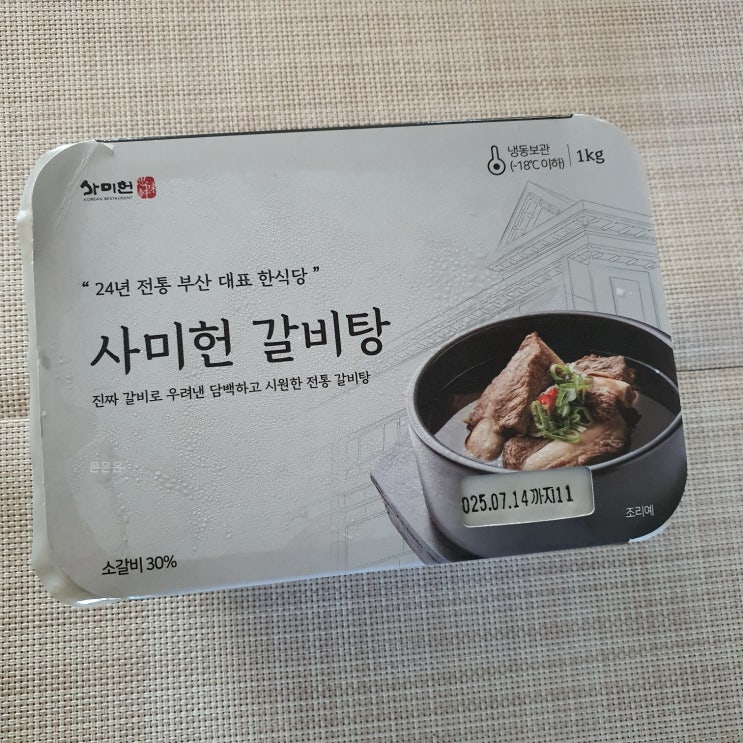 사미헌
KOREAN RESTAURANT
냉동보관
(-18℃ 이하)
1kg
“ 24년 전통 부산 대표 한식당 ”
사미헌 갈비탕
진짜 갈비로 우려낸 담백하고 시원한 전통 갈비탕
025.07.14까지11
조리예
소갈비 30%